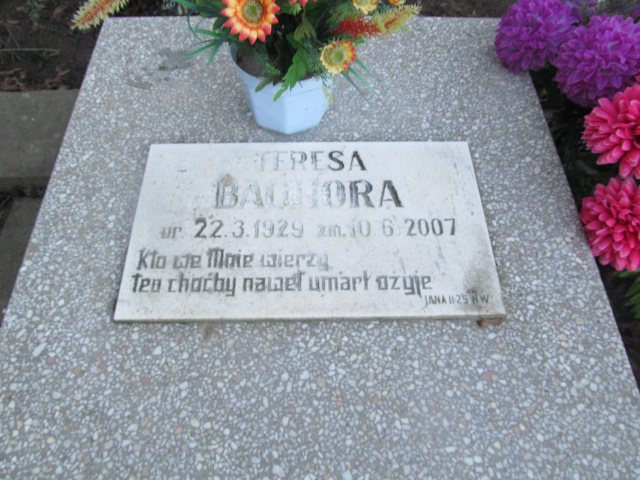 TERESA
BACHORA
ur. 22.3.1929 zm. 10.6.2007
Kto we Mnie wierzy
Ten choćby nawet umarł ożyje
JANA 11-25 NW